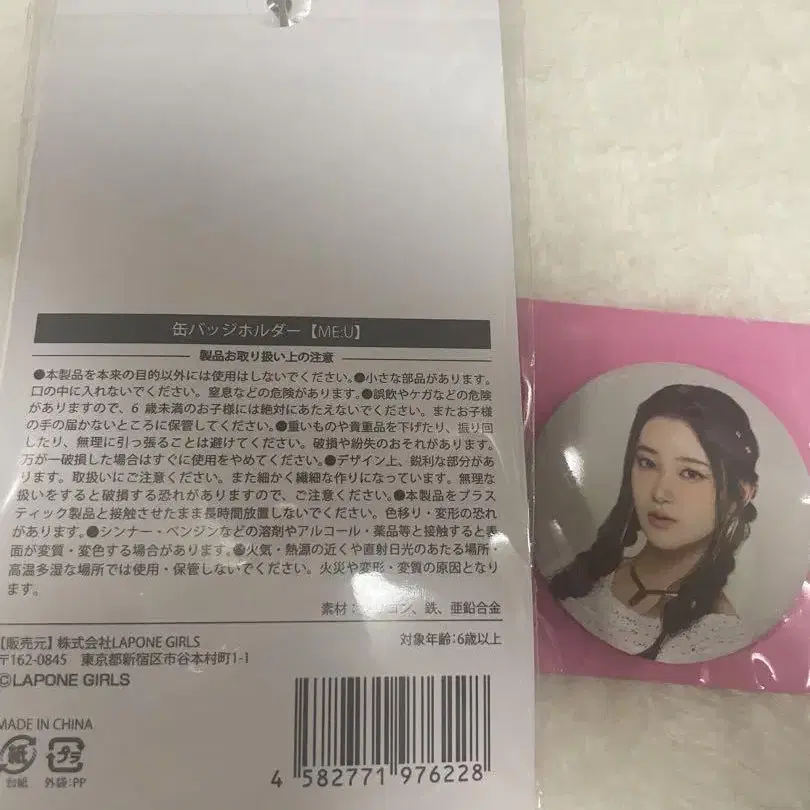 缶バッジホルダー【ME:U】
製品お取り扱い上の注意
●本製品を本来の目的以外には使用はしないでください。●小さな部品があります。
口の中に入れないでください。窒息などの危険があります。●誤飲やケガなどの危険
がありますので、6 歳未満のお子様には絶対にあたえないでください。またお子様
の手の届かないところに保管してください。●重いものや貴重品を下げたり、振り回
したり、無理に引っ張ることは避けてください。破損や紛失のおそれがあります。
万が一破損した場合はすぐに使用をやめてください。●デザイン上、鋭利な部分があ
ります。取扱いにご注意ください。また細かく繊細な作りになっています。無理な
扱いをすると破損する恐れがありますので、ご注意ください。●本製品をプラス
ティック製品と接触させたまま長時間放置しないでください。色移り・変形の恐れ
があります。●シンナー・ベンジンなどの溶剤やアルコール・薬品等と接触すると表
面が変質・変色する場合があります。●火気・熱源の近くや直射日光のあたる場所・
高温多湿な場所では使用・保管しないでください。火災や変形・変質の原因となり
ます。
素材：、鉄、亜鉛合金
【販売元】株式会社LAPONE GIRLS
対象年齢:6歳以上
〒162-0845 東京都新宿区市谷本村町1-1
©LAPONE GIRLS
MADE IN CHINA
紙
プラ
台紙
外袋:PP
4 582771 976228